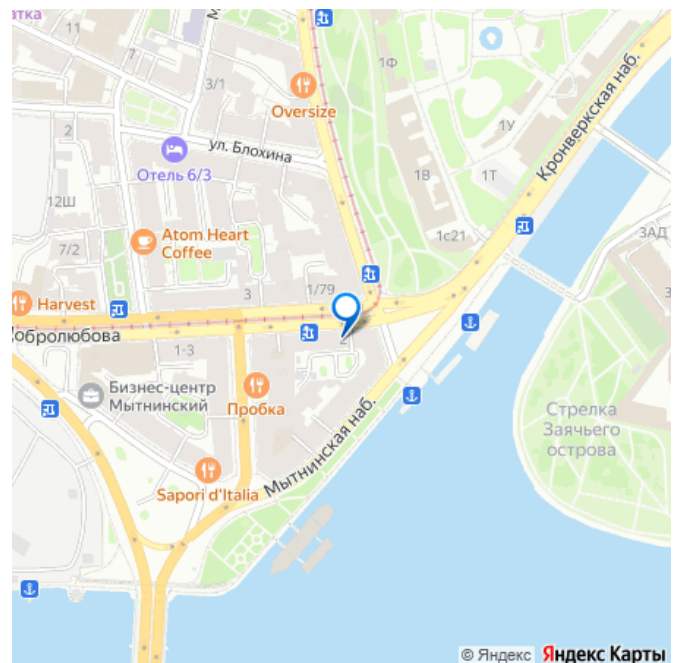 атка
11
7
3/1
Oversize
1Ф
2
ул. Блохина
Отель 6/3
1У
Кронверкская наб.
1В
1Т
12Ш
Atom Heart
Coffee
7/2
1с21
3АД
3
1/79
Harvest
Добролюбова
1-3
2
Бизнес-центр
Мытнинский
Пробка
Мытнинская наб.
Стрелка
Заячьего
острова
Sapori d'Italia
© Яндекс Яндекс Карты